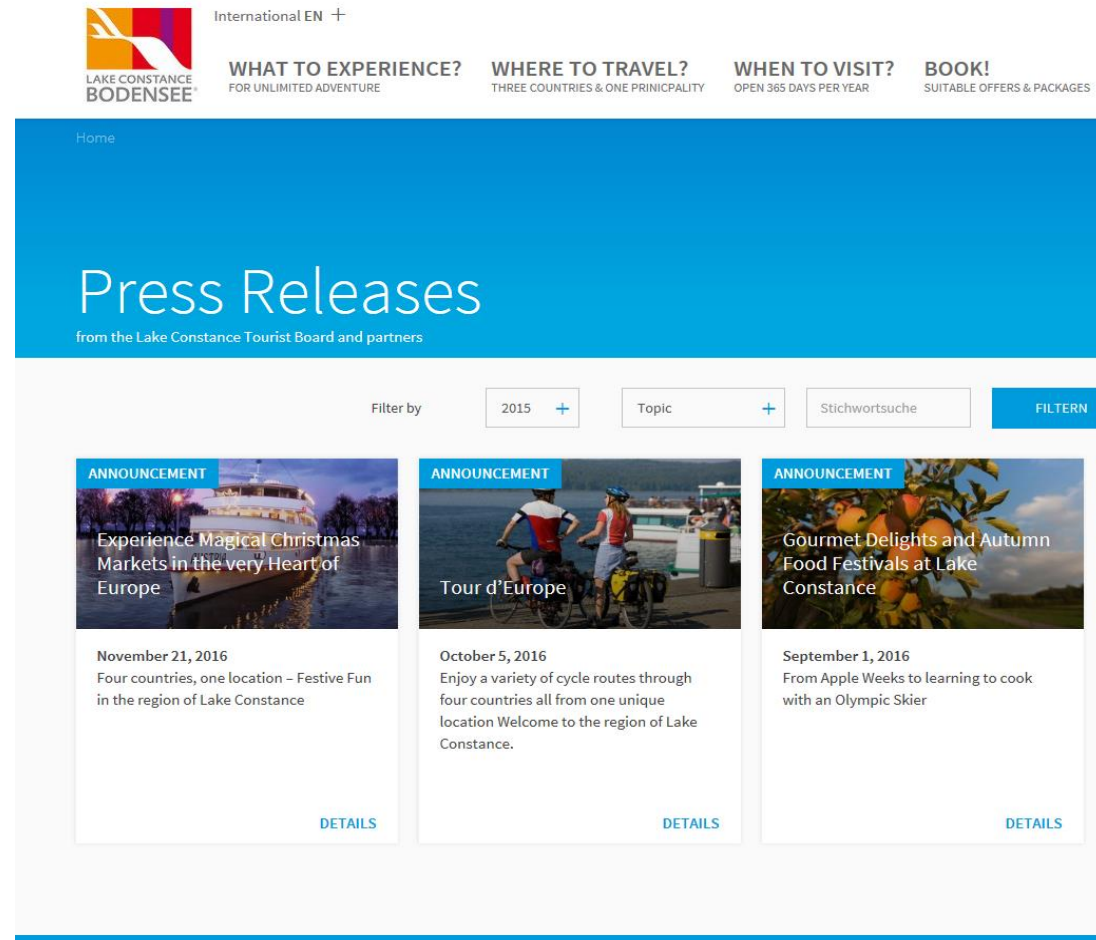 International EN +
LAKE CONSTANCE
BODENSEE
WHAT TO EXPERIENCE?
FOR UNLIMITED ADVENTURE
WHERE TO TRAVEL?
THREE COUNTRIES & ONE PRINICPALITY
WHEN TO VISIT?
OPEN 365 DAYS PER YEAR
BOOK!
SUITABLE OFFERS & PACKAGES
Home
Press Releases
from the Lake Constance Tourist Board and partners
Filter by
2015 +
Topic +
Stichwortsuche
FILTERN
ANNOUNCEMENT
Experience Magical Christmas
Markets in the very Heart of
Europe
AUSTRIA
November 21, 2016
Four countries, one location – Festive Fun
in the region of Lake Constance
DETAILS
ANNOUNCEMENT
Tour d'Europe
October 5, 2016
Enjoy a variety of cycle routes through
four countries all from one unique
location Welcome to the region of Lake
Constance.
DETAILS
ANNOUNCEMENT
Gourmet Delights and Autumn
Food Festivals at Lake
Constance
September 1, 2016
From Apple Weeks to learning to cook
with an Olympic Skier
DETAILS